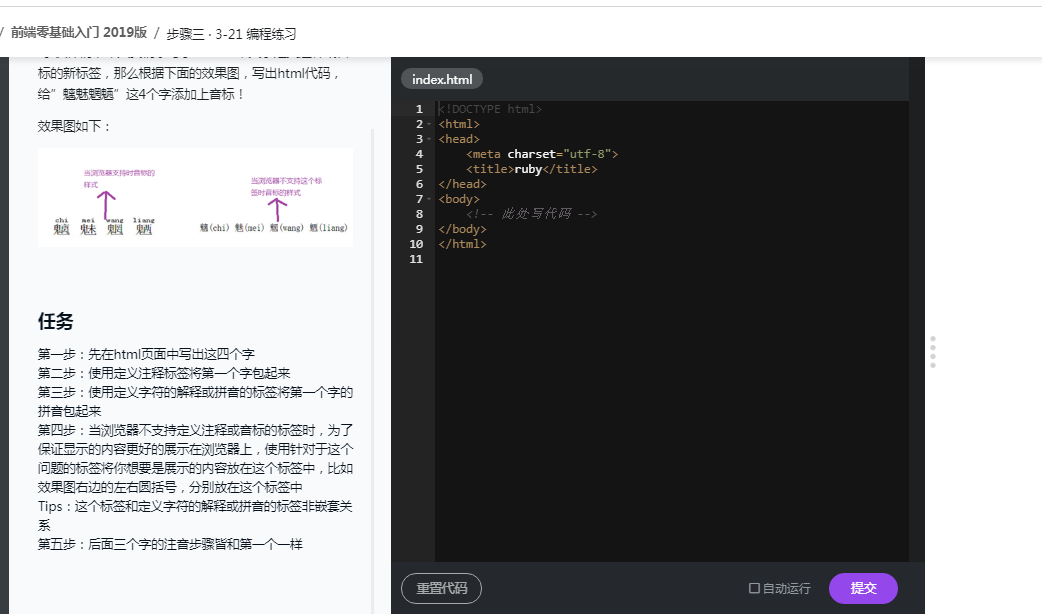 / 前端零基础入门 2019版 / 步骤三 · 3-21 编程练习
标的新标签，那么根据下面的效果图，写出html代码，
给”魑魅魍魉”这4个字添加上音标！
效果图如下：
当浏览器支持时音标的
样式
当浏览器不支持这个标
签时音标的样式
chi mei wang liang
魑魅魍魉
魑(chi) 魅(mei) 魍(wang) 魉(liang)
任务
第一步：先在html页面中写出这四个字
第二步：使用定义注释标签将第一个字包起来
第三步：使用定义字符的解释或拼音的标签将第一个字的
拼音包起来
第四步：当浏览器不支持定义注释或音标的标签时，为了
保证显示的内容更好的展示在浏览器上，使用针对于这个
问题的标签将你想要是展示的内容放在这个标签中，比如
效果图右边的左右圆括号，分别放在这个标签中
Tips：这个标签和定义字符的解释或拼音的标签非嵌套关
系
第五步：后面三个字的注音步骤皆和第一个一样
index.html
1 <!DOCTYPE html>
2 <html>
3 <head>
4 <meta charset="utf-8">
5 <title>ruby</title>
6 </head>
7 <body>
8 <!-- 此处写代码 -->
9 </body>
10 </html>
11
重置代码
自动运行
提交